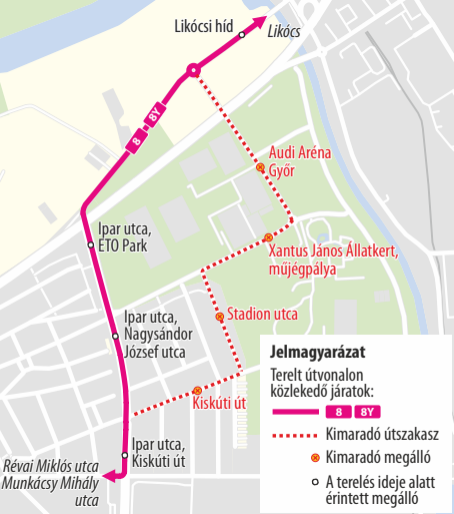 Likócsi híd
Likócs
8
8Y
Audi Aréna
Győr
Ipar utca,
ETO Park
Xantus János Állatkert,
műjégpálya
Stadion utca
Ipar utca,
Nagysándor
József utca
Kiskúti út
Ipar utca,
Kiskúti út
Révai Miklós utca
Munkácsy Mihály
utca
Jelmagyarázat
Terelt útvonalon
közlekedő járatok:
8 8Y
Kimaradó útszakasz
Kimaradó megálló
A terelés ideje alatt
érintett megálló